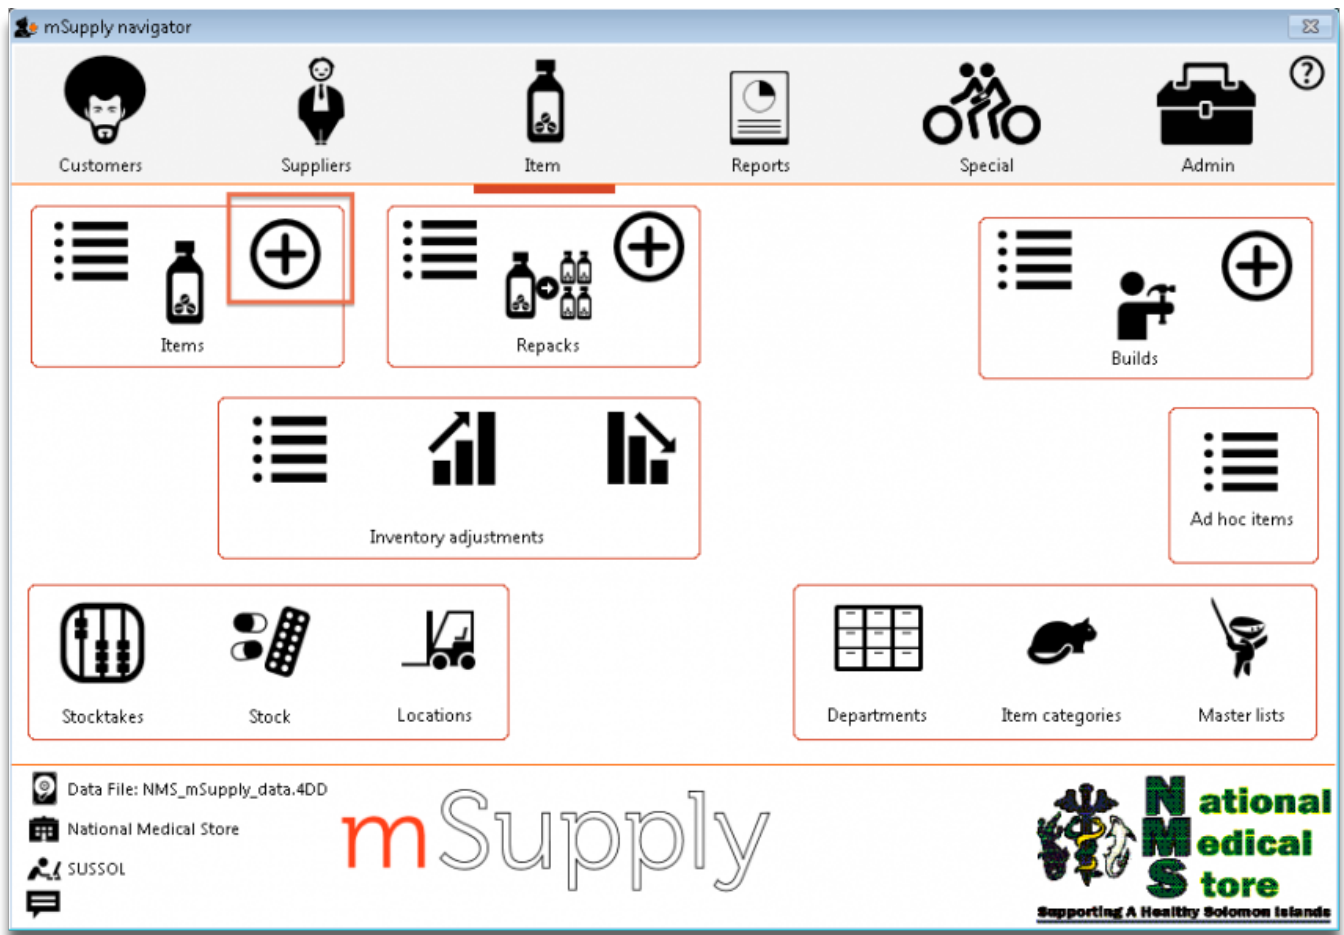 mSupply navigator
Customers
Suppliers
Item
Reports
Special
Admin
?
Items
Repacks
Builds
Inventory adjustments
Ad hoc items
Stocktakes
Stock
Locations
Departments
Item categories
Master lists
Data File: NMS_mSupply_data.4DD
National Medical Store
SUSSOL
mSupply
National
Medical
Store
Supporting A Healthy Solomon Islands